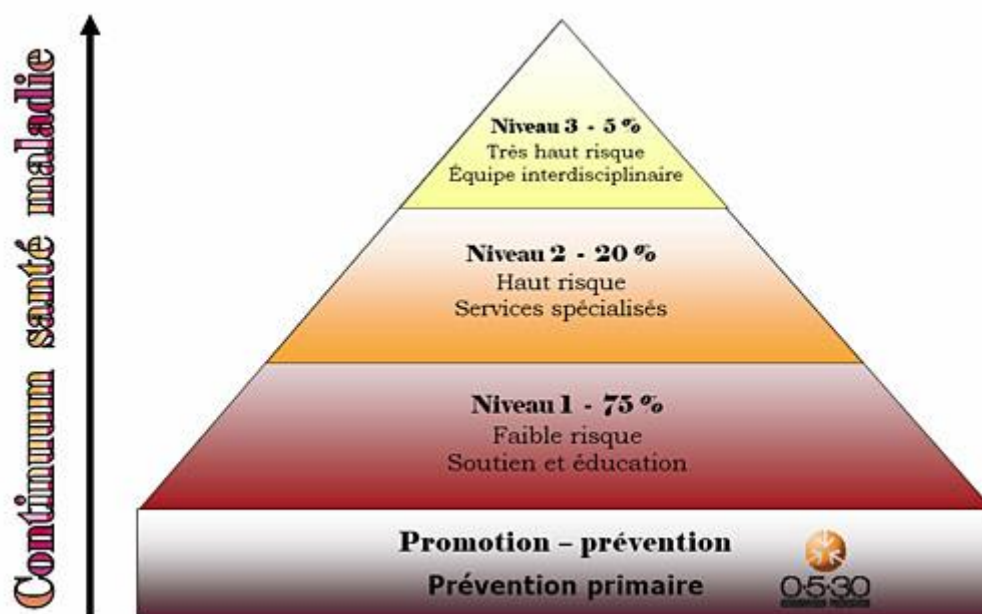 Continuum santé maladie
Niveau 3 - 5 %
Très haut risque
Équipe interdisciplinaire
Niveau 2 - 20 %
Haut risque
Services spécialisés
Niveau 1 - 75 %
Faible risque
Soutien et éducation
Promotion – prévention
Prévention primaire
0·5·30